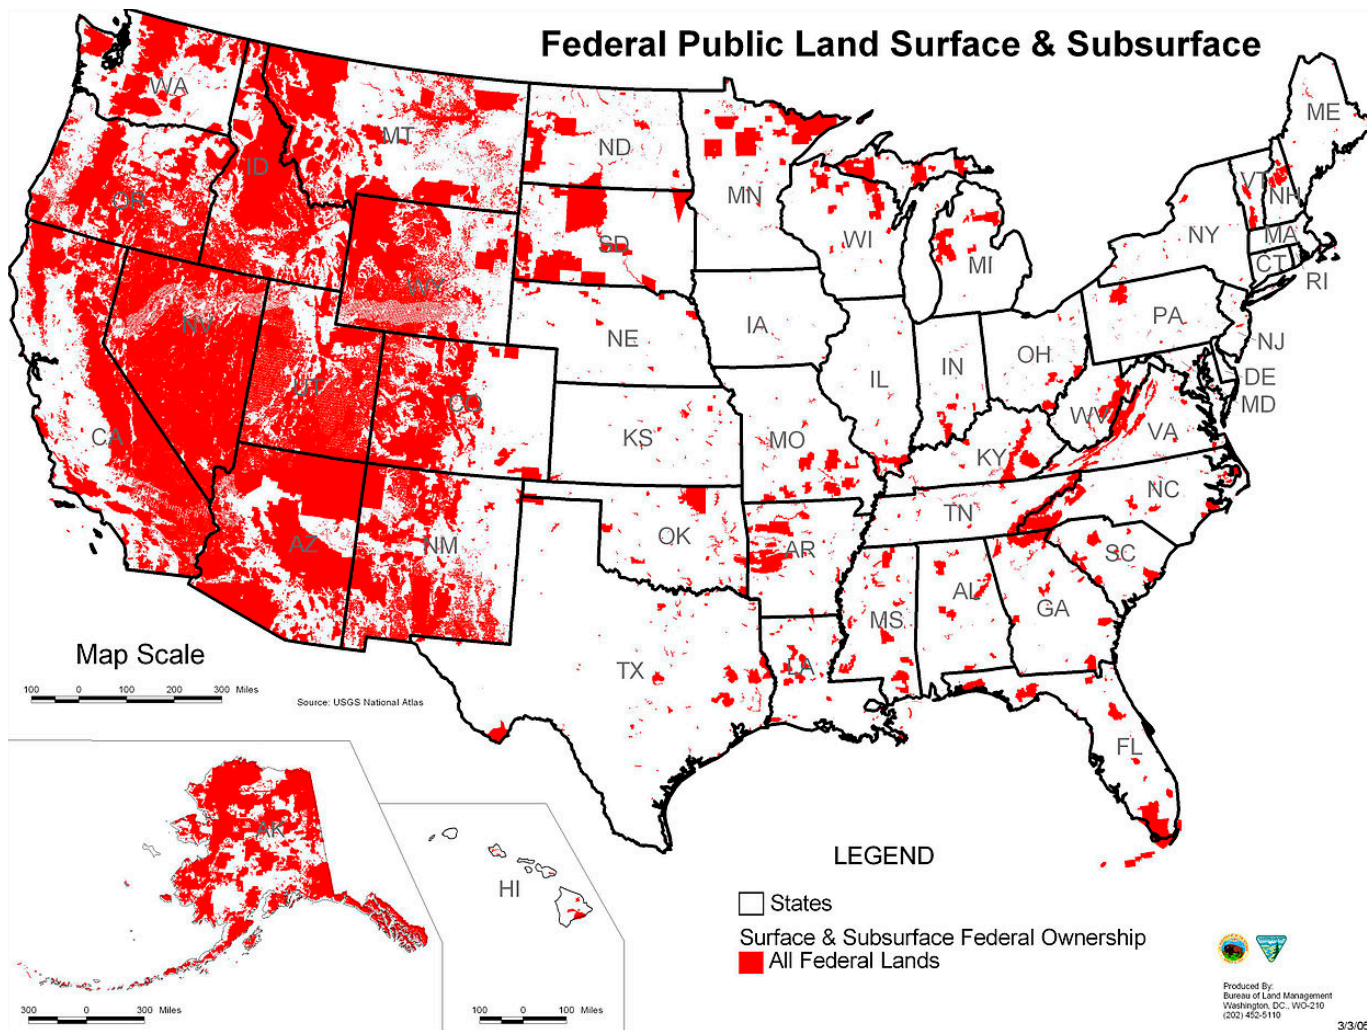 Federal Public Land Surface & Subsurface
WA
MT
ND
MN
ME
ID
OR
SD
WI
MI
VT
NH
NY
MA
CT
RI
WY
NV
NE
IA
PA
NJ
UT
CO
IL
IN
OH
DE
MD
CA
KS
MO
WV
VA
KY
AZ
NM
OK
AR
TN
NC
SC
MS
AL
GA
TX
LA
FL
Map Scale
100 0 100 200 300 Miles
Source: USGS National Atlas
AK
HI
300 0 300 Miles
100 0 100 Miles
LEGEND
States
Surface & Subsurface Federal Ownership
All Federal Lands
Produced By:
Bureau of Land Management
Washington, DC., WO-210
(202) 452-5110